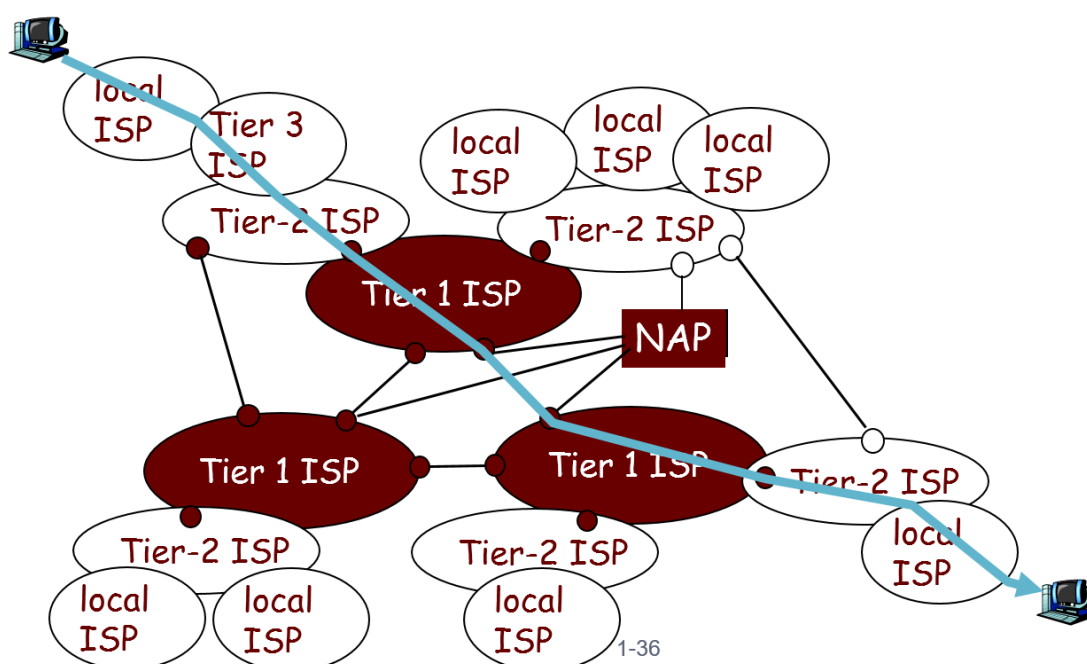 local
ISP
Tier 3
ISP
local
ISP
local
ISP
local
ISP
Tier-2 ISP
Tier-2 ISP
Tier 1 ISP
NAP
Tier 1 ISP
Tier 1 ISP
Tier-2 ISP
local
ISP
Tier-2 ISP
Tier-2 ISP
local
ISP
local
ISP
local
ISP
1-36